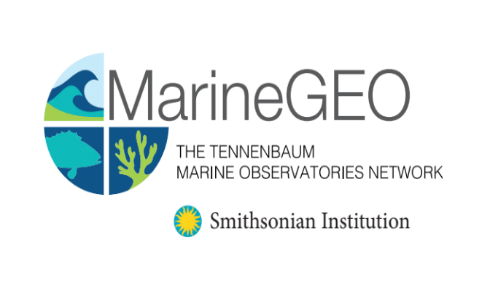 MarineGEO
THE TENNENBAUM
MARINE OBSERVATORIES NETWORK
Smithsonian Institution